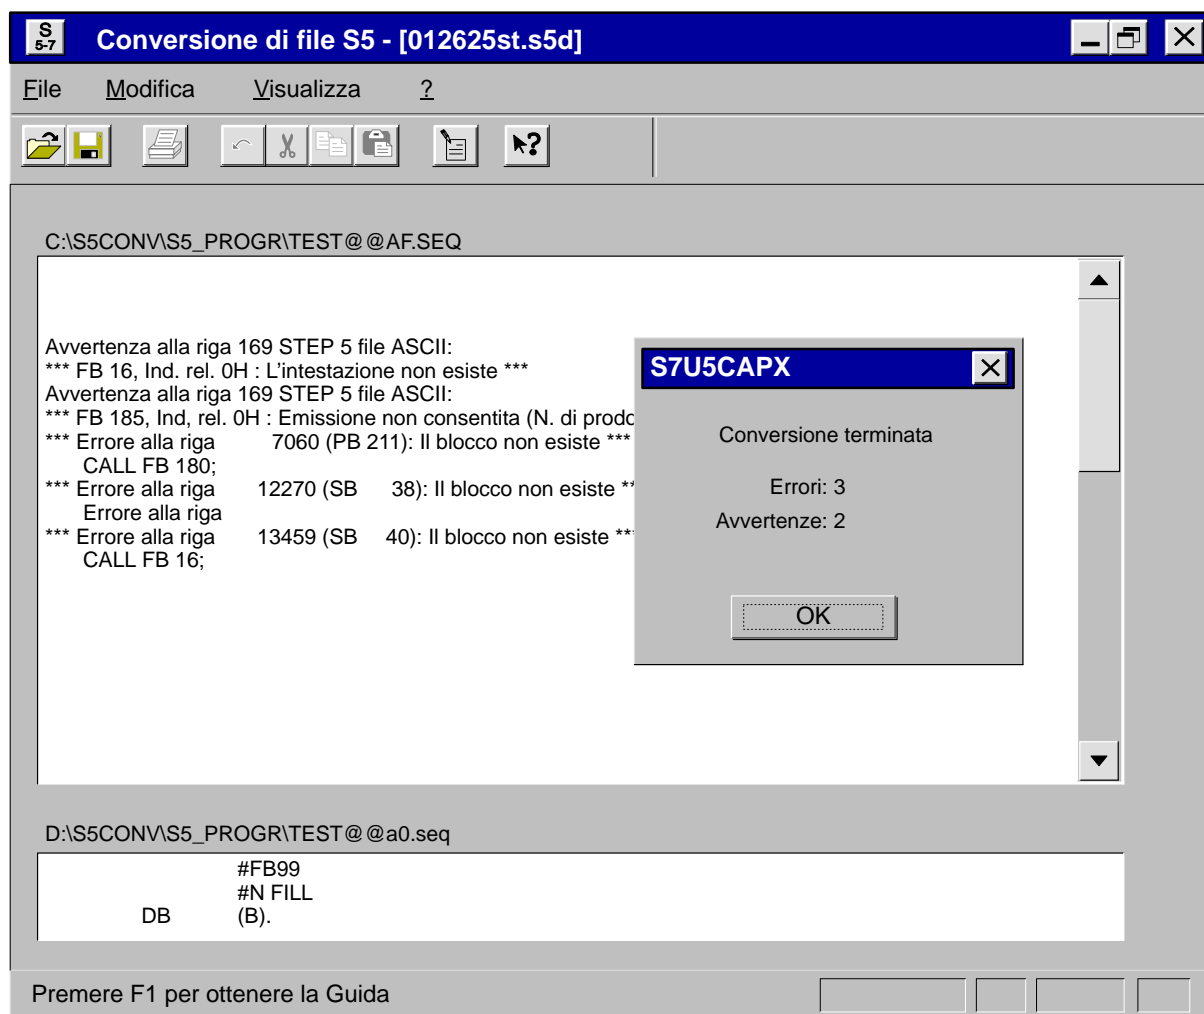 S
5-7
Conversione di file S5 - [012625st.s5d]
File Modifica Visualizza ?
C:\S5CONV\S5_PROGR\TEST@@AF.SEQ
Avvertenza alla riga 169 STEP 5 file ASCII:
*** FB 16, Ind. rel. 0H : L'intestazione non esiste ***
Avvertenza alla riga 169 STEP 5 file ASCII:
*** FB 185, Ind, rel. 0H : Emissione non consentita (N. di prodo
*** Errore alla riga 7060 (PB 211): Il blocco non esiste ***
CALL FB 180;
*** Errore alla riga 12270 (SB 38): Il blocco non esiste **
Errore alla riga
*** Errore alla riga 13459 (SB 40): Il blocco non esiste ***
CALL FB 16;
S7U5CAPX
Conversione terminata
Errori: 3
Avvertenze: 2
OK
D:\S5CONV\S5_PROGR\TEST@@a0.seq
#FB99
#N FILL
DB (B).
Premere F1 per ottenere la Guida